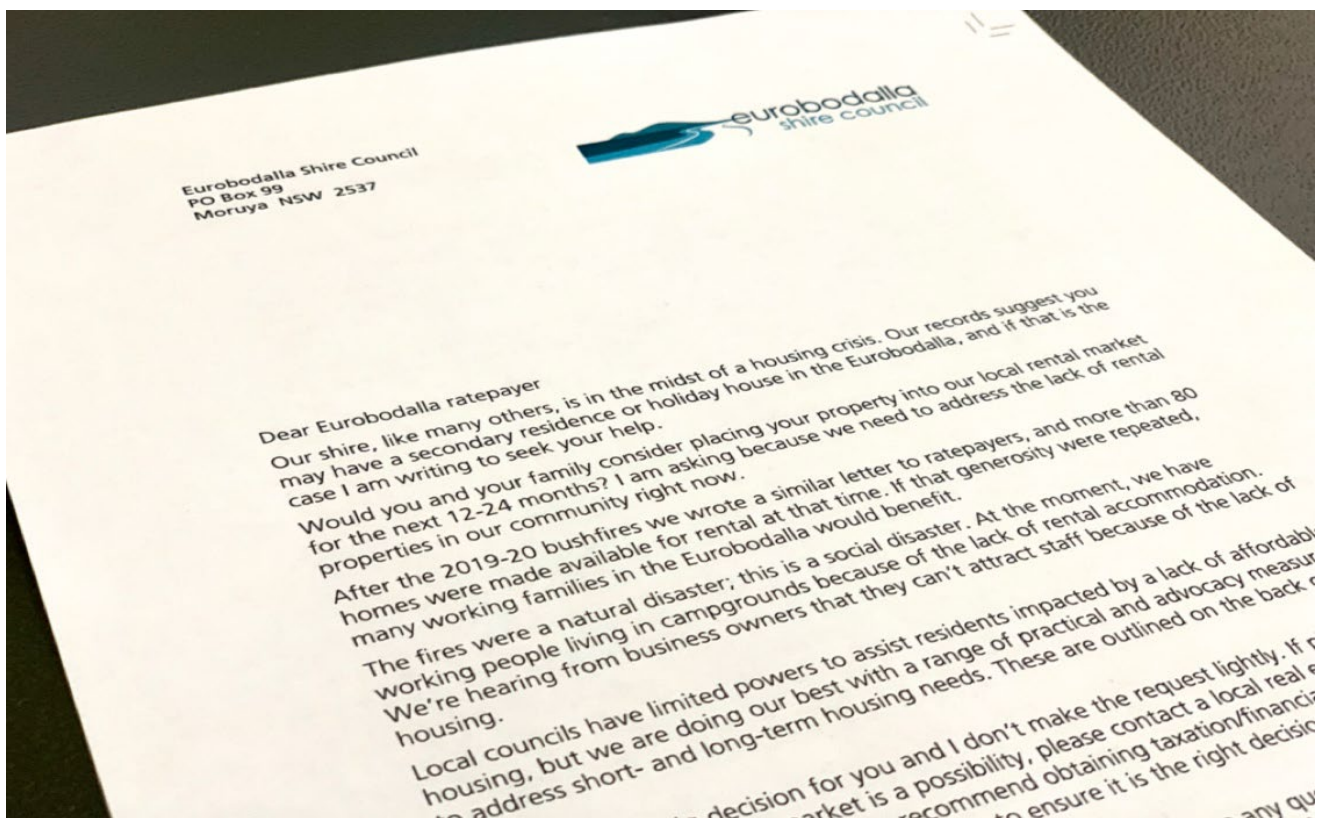 eurobodalla
shire council
Eurobodalla Shire Council
PO Box 99
Moruya NSW 2537
Dear Eurobodalla ratepayer
Our shire, like many others, is in the midst of a housing crisis. Our records suggest you
may have a secondary residence or holiday house in the Eurobodalla, and if that is the
case I am writing to seek your help.
Would you and your family consider placing your property into our local rental market
for the next 12-24 months? I am asking because we need to address the lack of rental
properties in our community right now.
After the 2019-20 bushfires we wrote a similar letter to ratepayers, and more than 80
homes were made available for rental at that time. If that generosity were repeated,
many working families in the Eurobodalla would benefit.
The fires were a natural disaster; this is a social disaster. At the moment, we have
working people living in campgrounds because of the lack of rental accommodation.
We're hearing from business owners that they can't attract staff because of the lack of
housing.
Local councils have limited powers to assist residents impacted by a lack of affordabl
housing, but we are doing our best with a range of practical and advocacy measur
to address short- and long-term housing needs. These are outlined on the back
decision for you and I don't make the request lightly. If
market is a possibility, please contact a local real
recommend obtaining taxation/financia
to ensure it is the right decisio
any qu